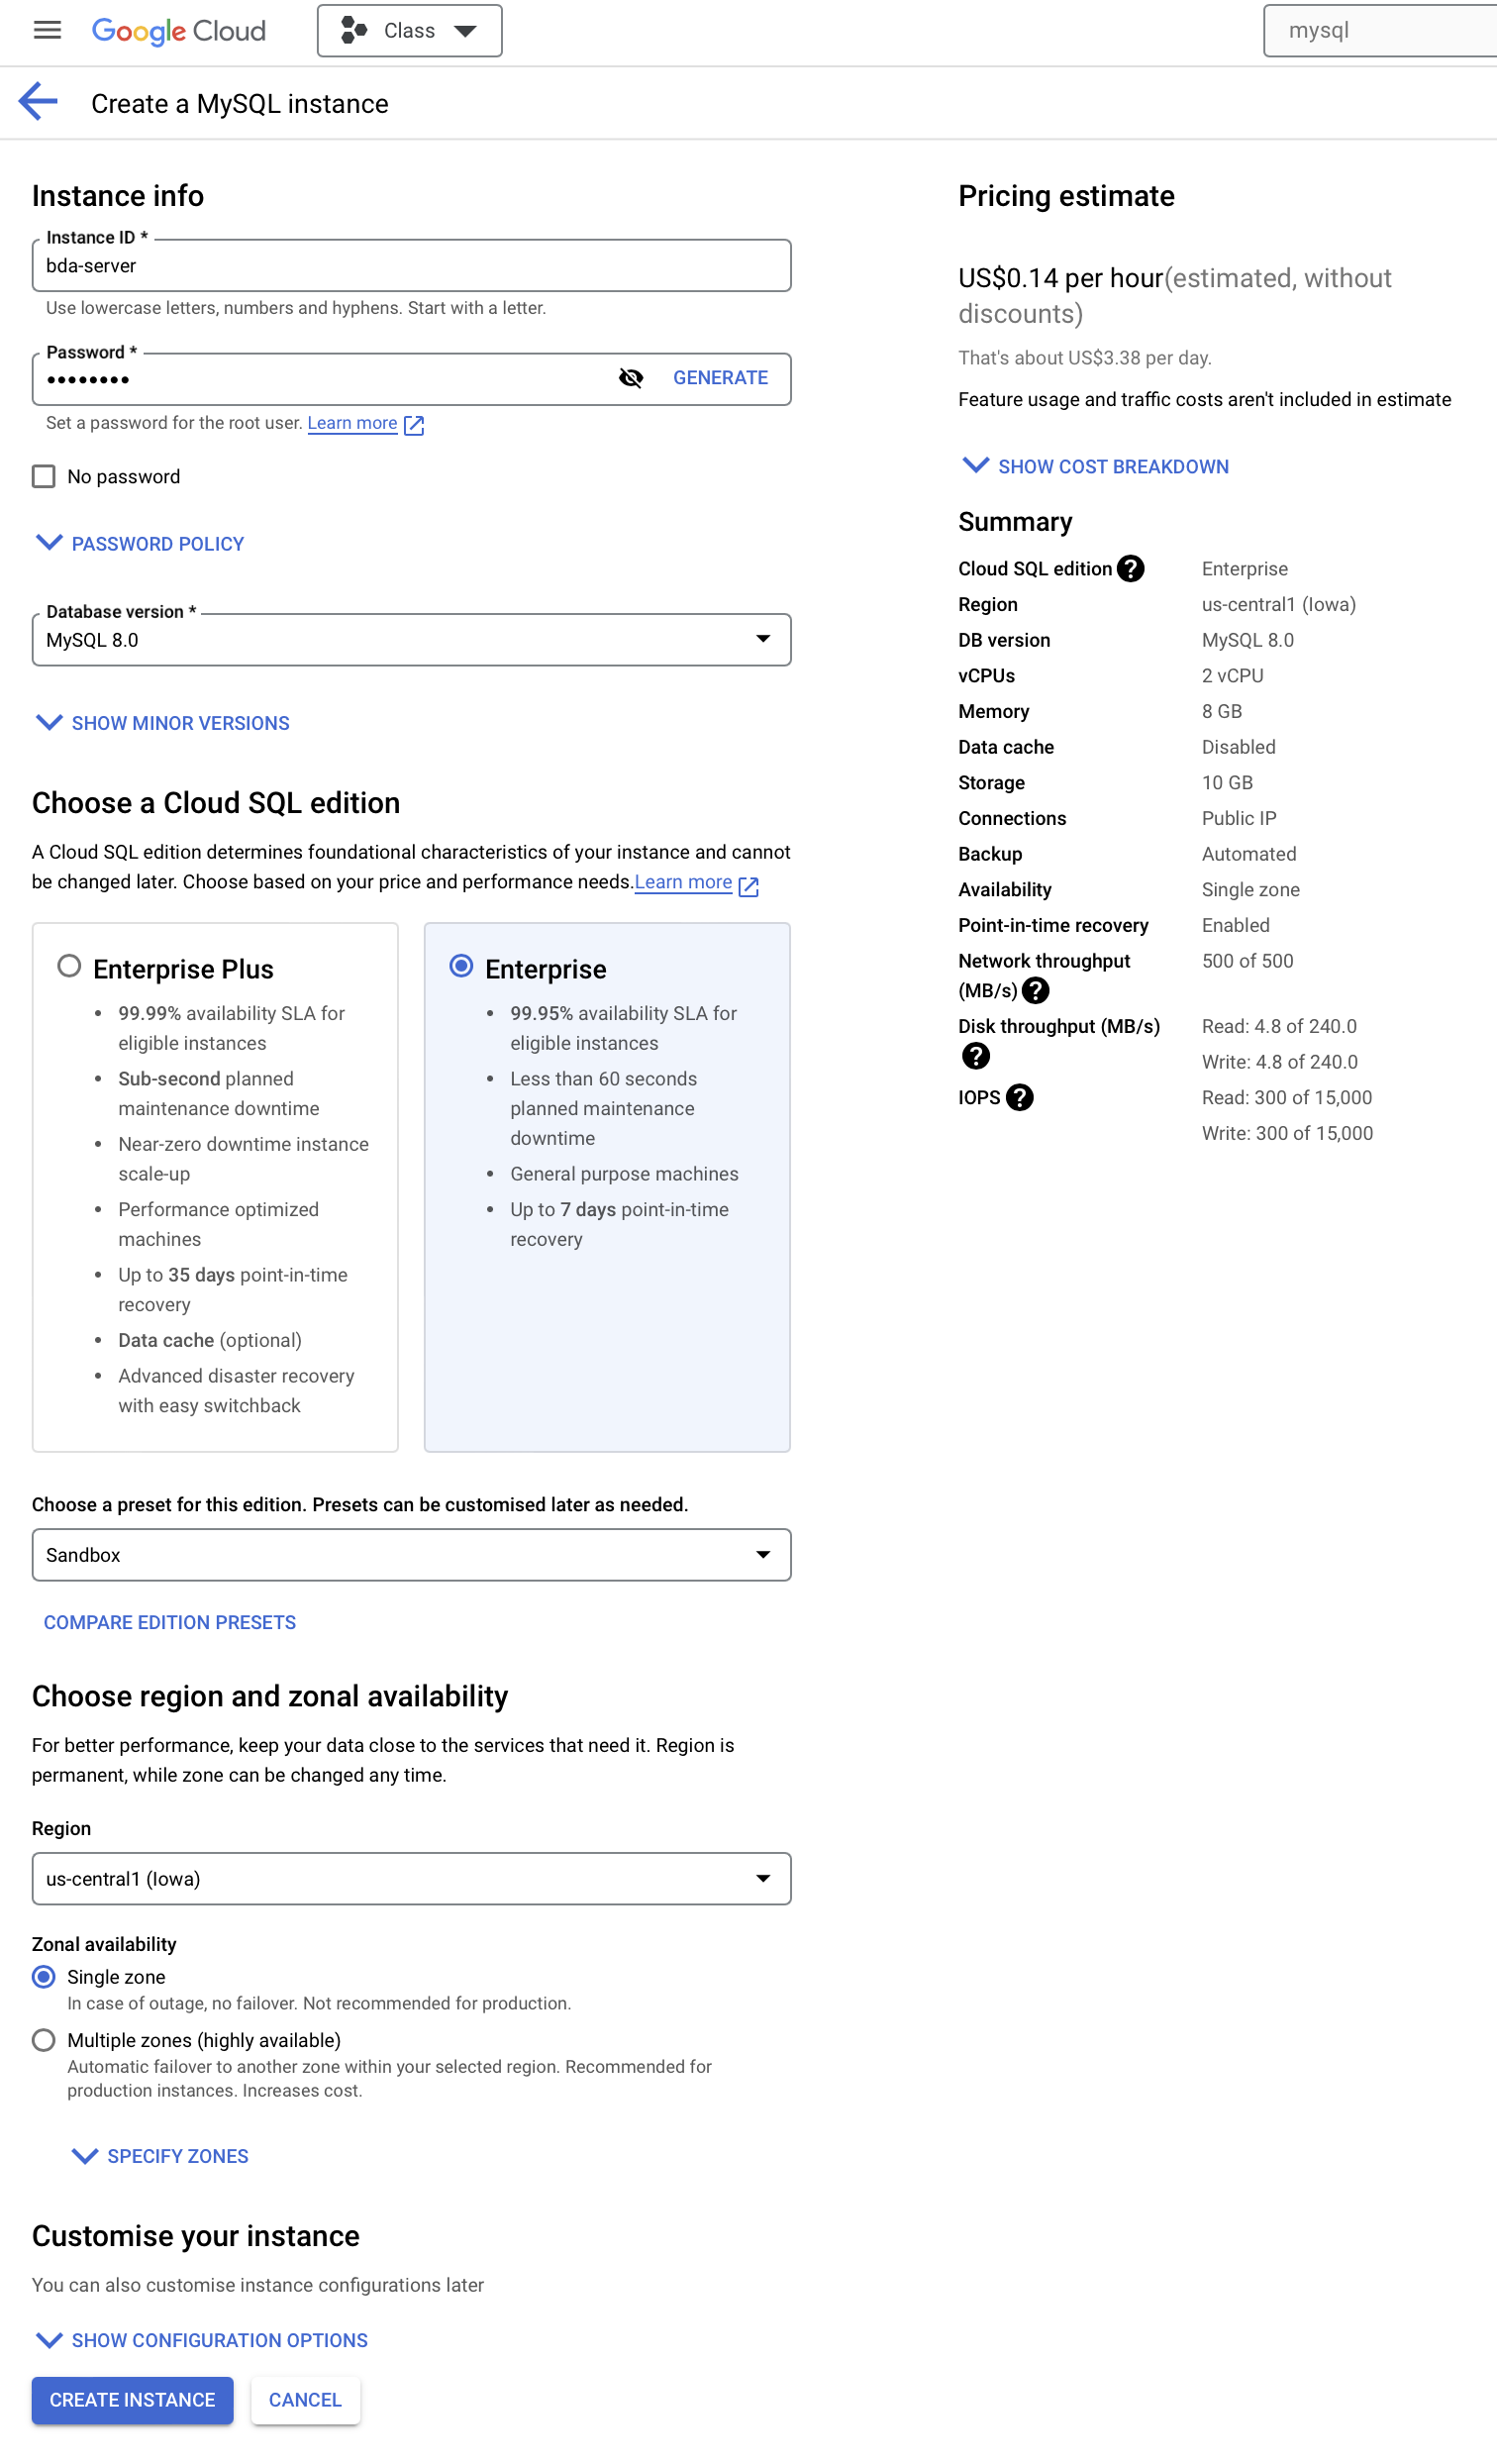 Google Cloud
Class
mysql
Create a MySQL instance
Instance info
Instance ID *
bda-server
Use lowercase letters, numbers and hyphens. Start with a letter.
Password *
••••••••
GENERATE
Set a password for the root user. Learn more
No password
PASSWORD POLICY
Database version *
MySQL 8.0
SHOW MINOR VERSIONS
Choose a Cloud SQL edition
A Cloud SQL edition determines foundational characteristics of your instance and cannot
be changed later. Choose based on your price and performance needs.Learn more
Enterprise Plus
• 99.99% availability SLA for
eligible instances
• Sub-second planned
maintenance downtime
• Near-zero downtime instance
scale-up
• Performance optimized
machines
• Up to 35 days point-in-time
recovery
• Data cache (optional)
• Advanced disaster recovery
with easy switchback
Enterprise
• 99.95% availability SLA for
eligible instances
• Less than 60 seconds
planned maintenance
downtime
• General purpose machines
• Up to 7 days point-in-time
recovery
Choose a preset for this edition. Presets can be customised later as needed.
Sandbox
COMPARE EDITION PRESETS
Choose region and zonal availability
For better performance, keep your data close to the services that need it. Region is
permanent, while zone can be changed any time.
Region
us-central1 (Iowa)
Zonal availability
Single zone
In case of outage, no failover. Not recommended for production.
Multiple zones (highly available)
Automatic failover to another zone within your selected region. Recommended for
production instances. Increases cost.
SPECIFY ZONES
Customise your instance
You can also customise instance configurations later
SHOW CONFIGURATION OPTIONS
CREATE INSTANCE
CANCEL
Pricing estimate
US$0.14 per hour(estimated, without
discounts)
That's about US$3.38 per day.
Feature usage and traffic costs aren't included in estimate
SHOW COST BREAKDOWN
Summary
Cloud SQL edition ? Enterprise
Region us-central1 (Iowa)
DB version MySQL 8.0
vCPUs 2 vCPU
Memory 8 GB
Data cache Disabled
Storage 10 GB
Connections Public IP
Backup Automated
Availability Single zone
Point-in-time recovery Enabled
Network throughput 500 of 500
(MB/s) ?
Disk throughput (MB/s) Read: 4.8 of 240.0
? Write: 4.8 of 240.0
IOPS ? Read: 300 of 15,000
Write: 300 of 15,000